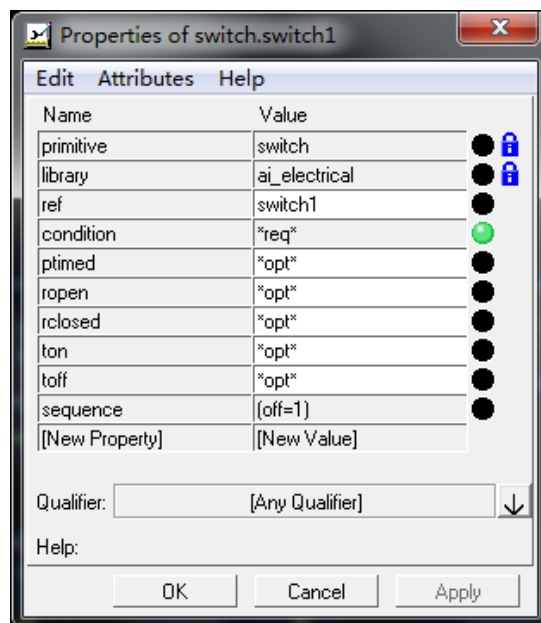 Properties of switch.switch1
Edit Attributes Help
Name Value
primitive switch
library ai_electrical
ref switch1
condition *req*
ptimed *opt*
ropen *opt*
rclosed *opt*
ton *opt*
toff *opt*
sequence (off=1)
[New Property] [New Value]
Qualifier: [Any Qualifier]
Help:
OK Cancel Apply